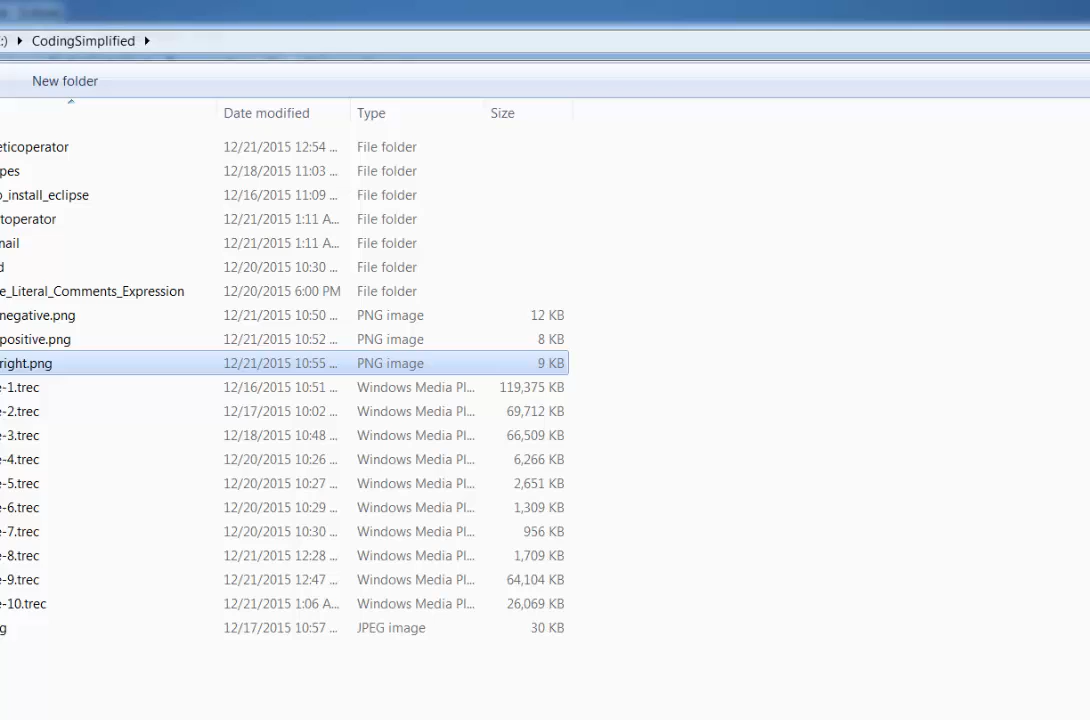 :) CodingSimplified
New folder
Date modified Type Size
eticoperator 12/21/2015 12:54 ... File folder
pes 12/18/2015 11:03 ... File folder
o_install_eclipse 12/16/2015 11:09 ... File folder
toperator 12/21/2015 1:11 A... File folder
nail 12/21/2015 1:11 A... File folder
d 12/20/2015 10:30 ... File folder
e_Literal_Comments_Expression 12/20/2015 6:00 PM File folder
negative.png 12/21/2015 10:50 ... PNG image 12 KB
positive.png 12/21/2015 10:52 ... PNG image 8 KB
right.png 12/21/2015 10:55 ... PNG image 9 KB
e-1.trec 12/16/2015 10:51 ... Windows Media Pl... 119,375 KB
e-2.trec 12/17/2015 10:02 ... Windows Media Pl... 69,712 KB
e-3.trec 12/18/2015 10:48 ... Windows Media Pl... 66,509 KB
e-4.trec 12/20/2015 10:26 ... Windows Media Pl... 6,266 KB
e-5.trec 12/20/2015 10:27 ... Windows Media Pl... 2,651 KB
e-6.trec 12/20/2015 10:29 ... Windows Media Pl... 1,309 KB
e-7.trec 12/20/2015 10:30 ... Windows Media Pl... 956 KB
e-8.trec 12/21/2015 12:28 ... Windows Media Pl... 1,709 KB
e-9.trec 12/21/2015 12:47 ... Windows Media Pl... 64,104 KB
e-10.trec 12/21/2015 1:06 A... Windows Media Pl... 26,069 KB
g 12/17/2015 10:57 ... JPEG image 30 KB